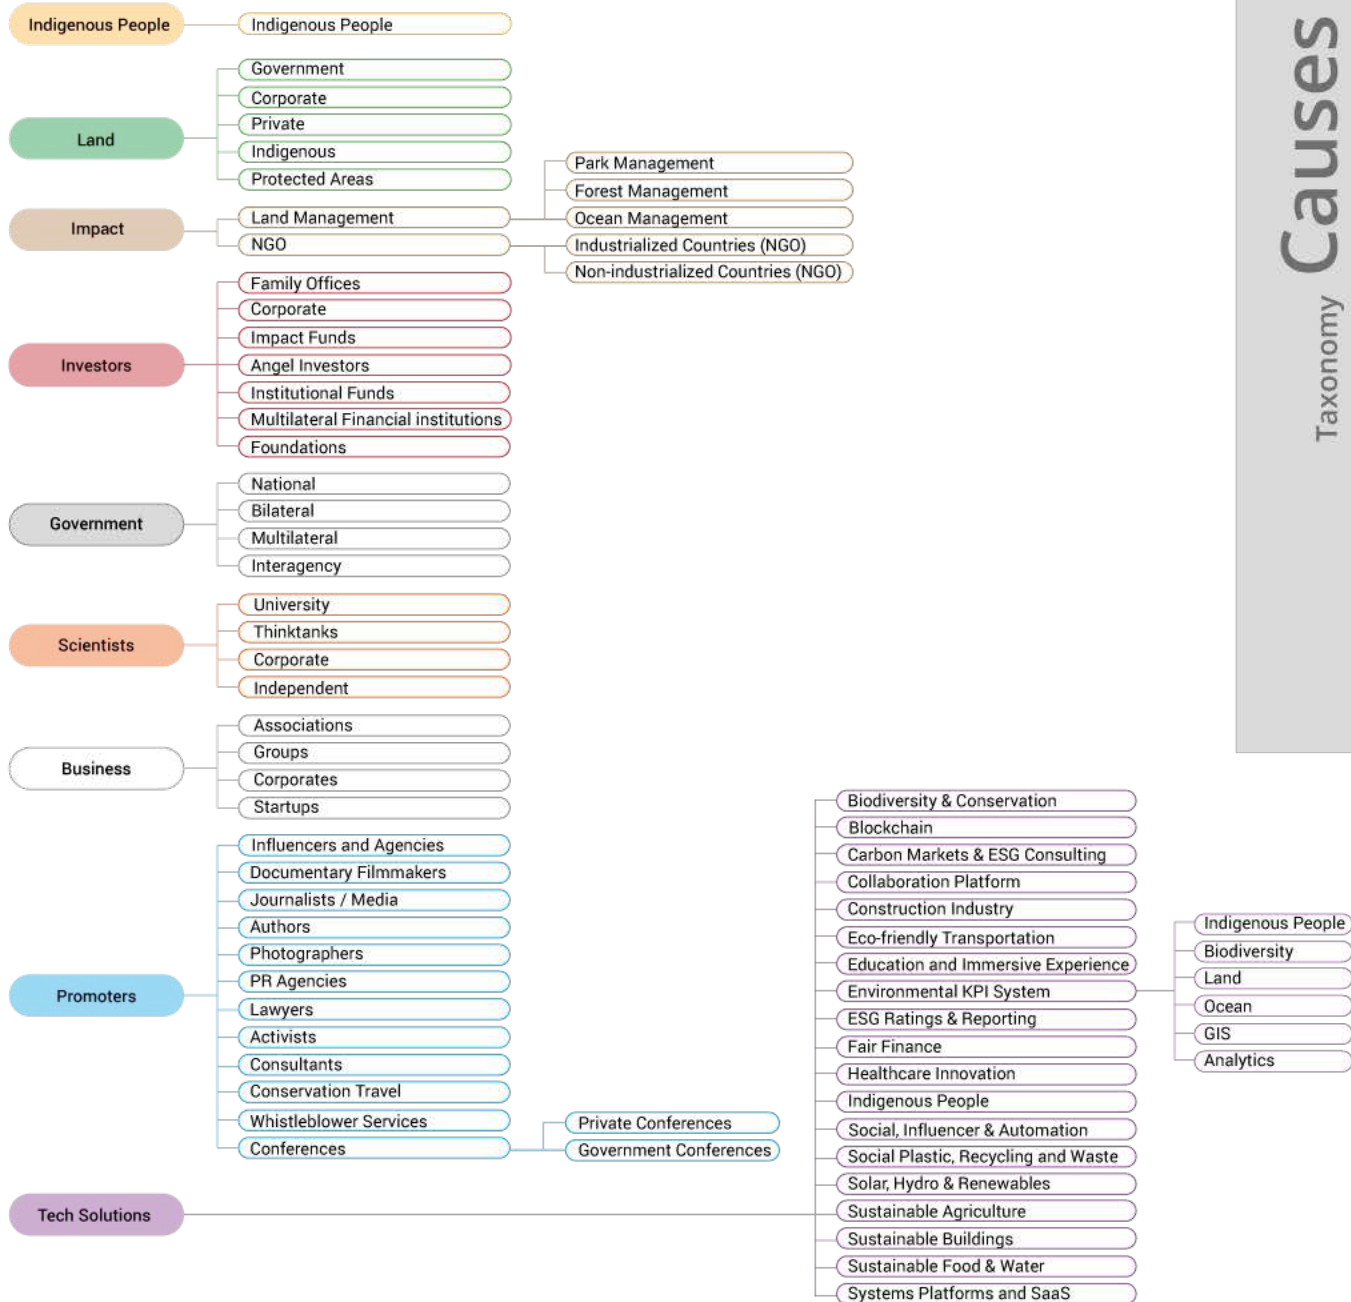 Causes
Taxonomy
Indigenous People
Indigenous People
Land
Government
Corporate
Private
Indigenous
Protected Areas
Impact
Land Management
Park Management
Forest Management
Ocean Management
NGO
Industrialized Countries (NGO)
Non-industrialized Countries (NGO)
Investors
Family Offices
Corporate
Impact Funds
Angel Investors
Institutional Funds
Multilateral Financial institutions
Foundations
Government
National
Bilateral
Multilateral
Interagency
Scientists
University
Thinktanks
Corporate
Independent
Business
Associations
Groups
Corporates
Startups
Promoters
Influencers and Agencies
Documentary Filmmakers
Journalists / Media
Authors
Photographers
PR Agencies
Lawyers
Activists
Consultants
Conservation Travel
Whistleblower Services
Conferences
Private Conferences
Government Conferences
Tech Solutions
Biodiversity & Conservation
Blockchain
Carbon Markets & ESG Consulting
Collaboration Platform
Construction Industry
Eco-friendly Transportation
Education and Immersive Experience
Environmental KPI System
Indigenous People
Biodiversity
Land
Ocean
GIS
Analytics
ESG Ratings & Reporting
Fair Finance
Healthcare Innovation
Indigenous People
Social, Influencer & Automation
Social Plastic, Recycling and Waste
Solar, Hydro & Renewables
Sustainable Agriculture
Sustainable Buildings
Sustainable Food & Water
Systems Platforms and SaaS